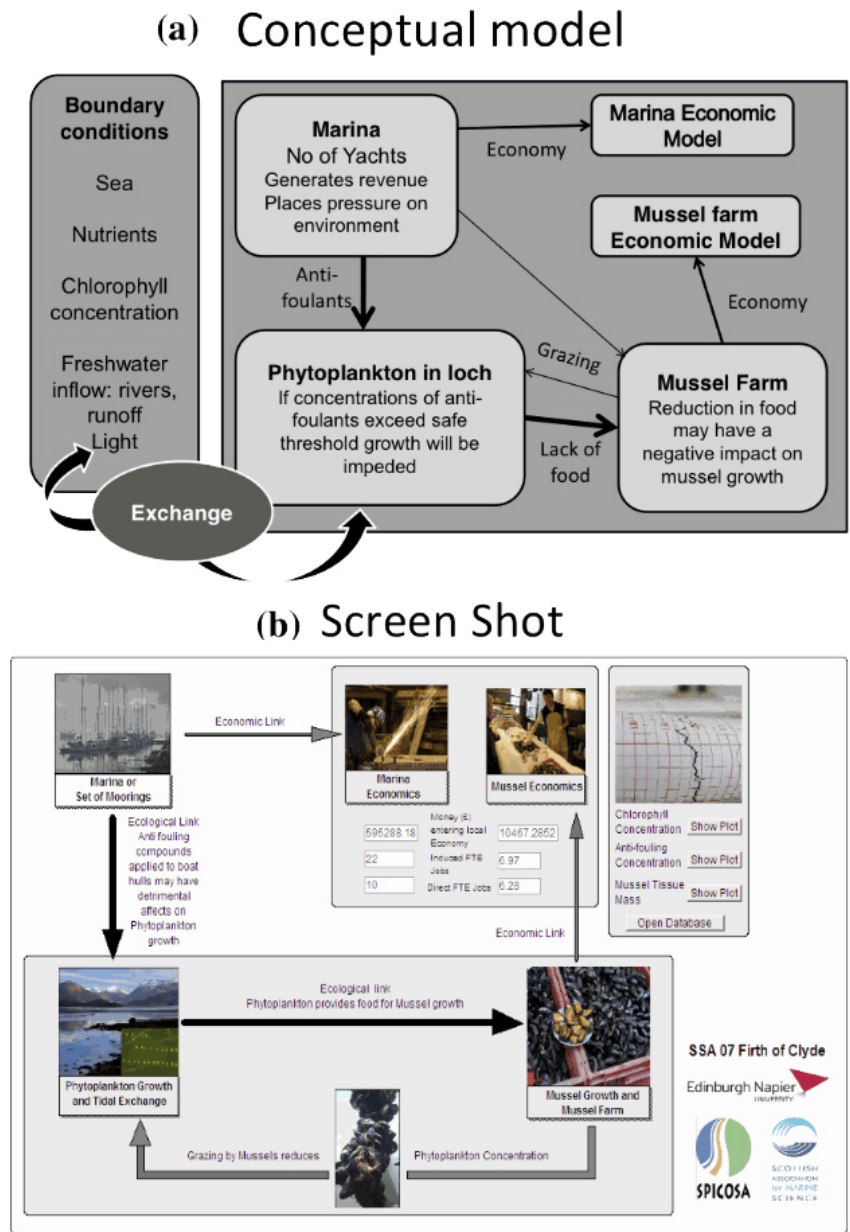 (a) Conceptual model
Boundary
conditions
Sea
Nutrients
Chlorophyll
concentration
Freshwater
inflow: rivers,
runoff
Light
Exchange
Marina
No of Yachts
Generates revenue
Places pressure on
environment
Economy
Marina Economic
Model
Mussel farm
Economic Model
Economy
Anti-
foulants
Phytoplankton in loch
If concentrations of anti-
foulants exceed safe
threshold growth will be
impeded
Grazing
Lack of
food
Mussel Farm
Reduction in food
may have a
negative impact on
mussel growth
(b) Screen Shot
Marina or
Set of Moorings
Economic Link
Marina
Economics
Mussel Economics
595288.18
Money (£)
entering local
Economy
10467.2852
22
Induced FTE
Jobs
6.97
10
Direct FTE Jobs
6.28
Chlorophyll
Concentration
Show Plot
Anti-fouling
Concentration
Show Plot
Mussel Tissue
Mass
Show Plot
Open Database
Ecological Link
Anti fouling
compounds
applied to boat
hulls may have
detrimental
affects on
Phytoplankton
growth
Economic Link
Ecological link
Phytoplankton provides food for Mussel growth
Phytoplankton Growth
and Tidal Exchange
Mussel Growth and
Mussel Farm
Grazing by Mussels reduces
Phytoplankton Concentration
SSA 07 Firth of Clyde
Edinburgh Napier
UNIVERSITY
SPICOSA
SCOTTISH
ASSOCIATION
for MARINE
SCIENCE